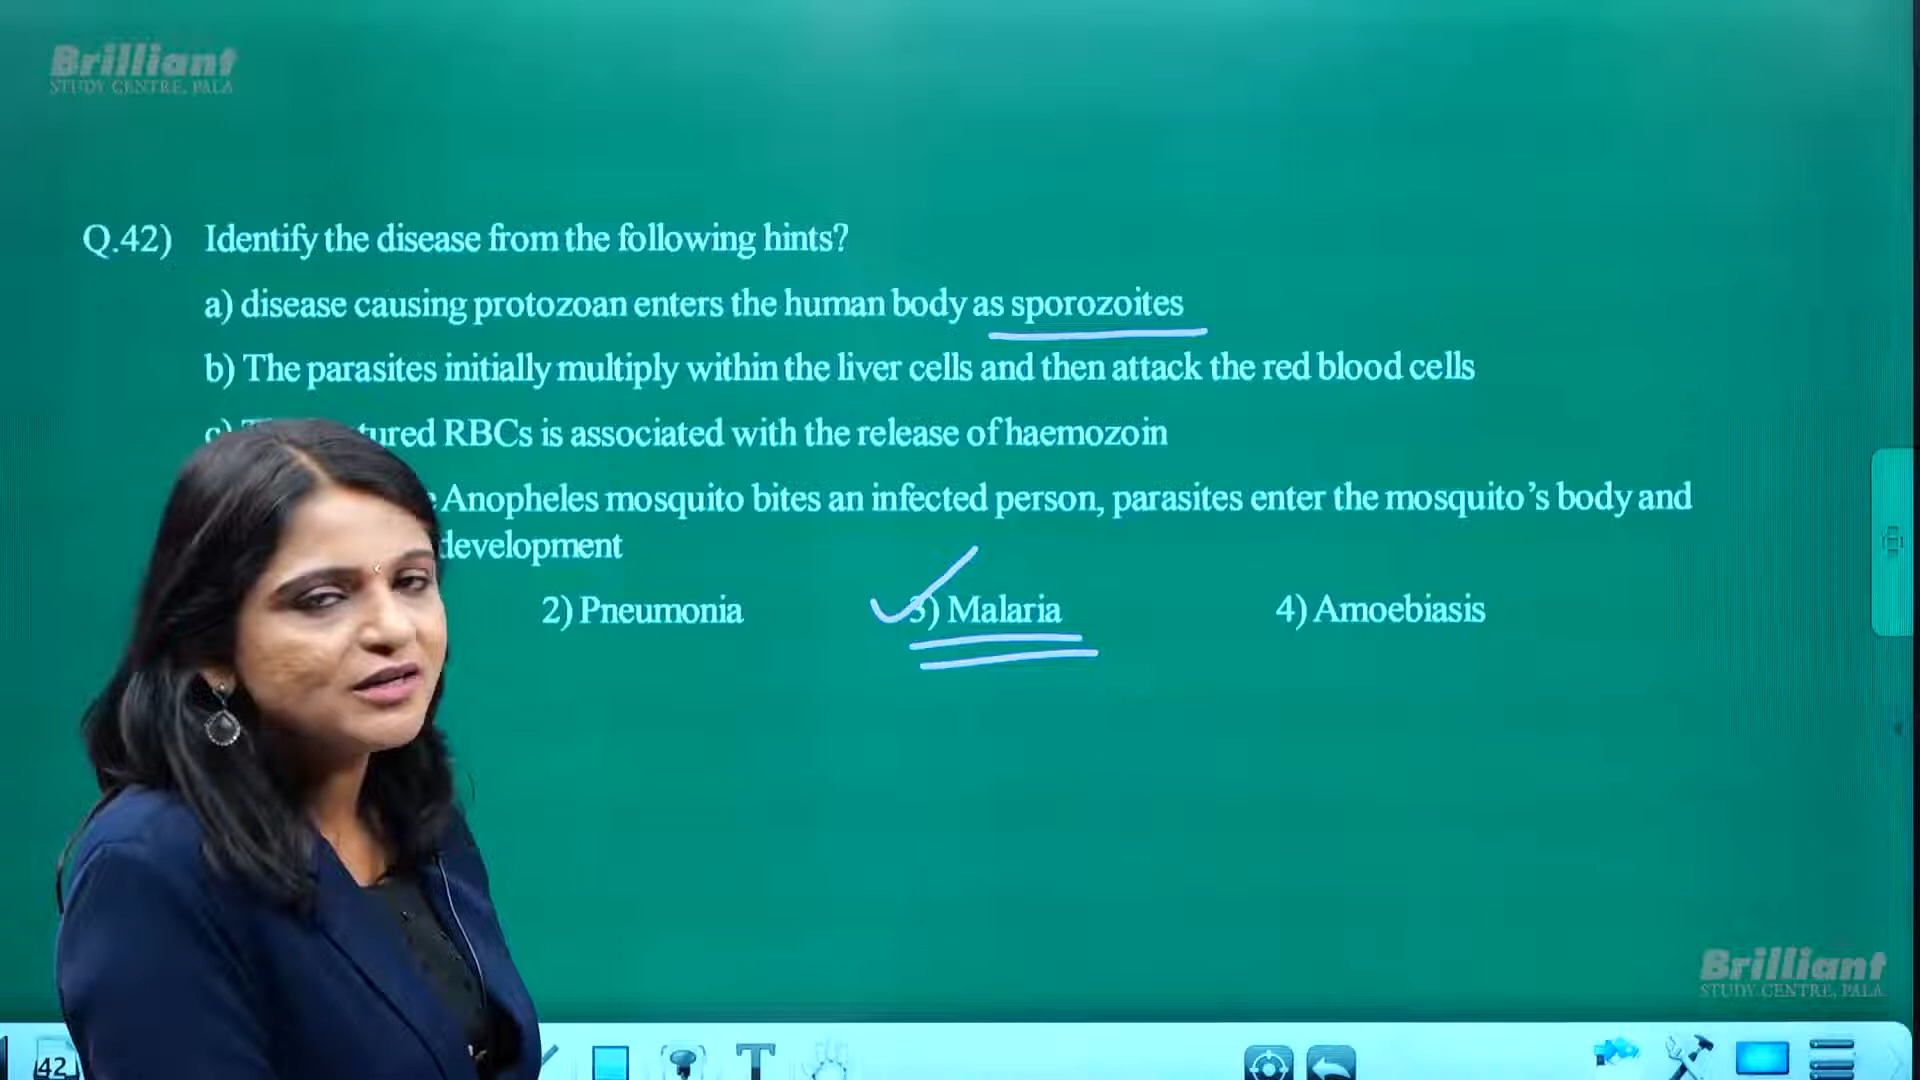 Brilliant
STUDY CENTRE, PALA
Q.42) Identify the disease from the following hints?
a) disease causing protozoan enters the human body as sporozoites
b) The parasites initially multiply within the liver cells and then attack the red blood cells
c) RBCs is associated with the release of haemozoin
Anopheles mosquito bites an infected person, parasites enter the mosquito's body and
development
2) Pneumonia 3) Malaria 4) Amoebiasis
Brilliant
STUDY CENTRE, PALA
42
T